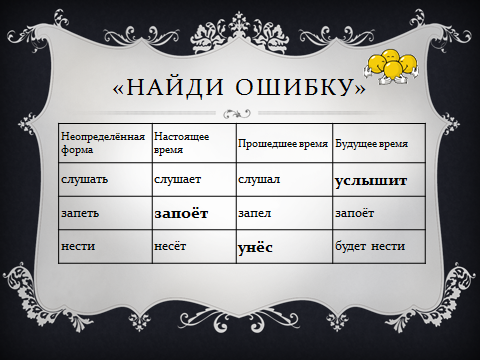 «НАЙДИ ОШИБКУ»
Неопределённая форма | Настоящее время | Прошедшее время | Будущее время
слушать | слушает | слушал | услышит
запеть | запоёт | запел | запоёт
нести | несёт | унёс | будет нести